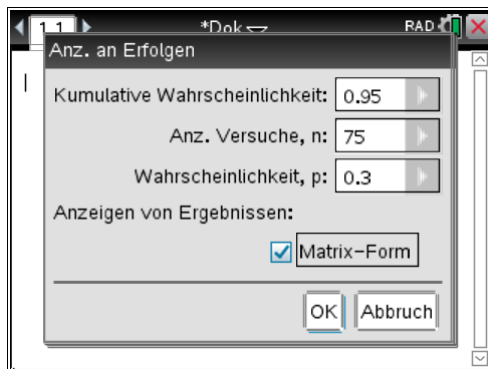 1.1 *Dok RAD
Anz. an Erfolgen
Kumulative Wahrscheinlichkeit: 0.95
Anz. Versuche, n: 75
Wahrscheinlichkeit, p: 0.3
Anzeigen von Ergebnissen:
Matrix-Form
OK Abbruch